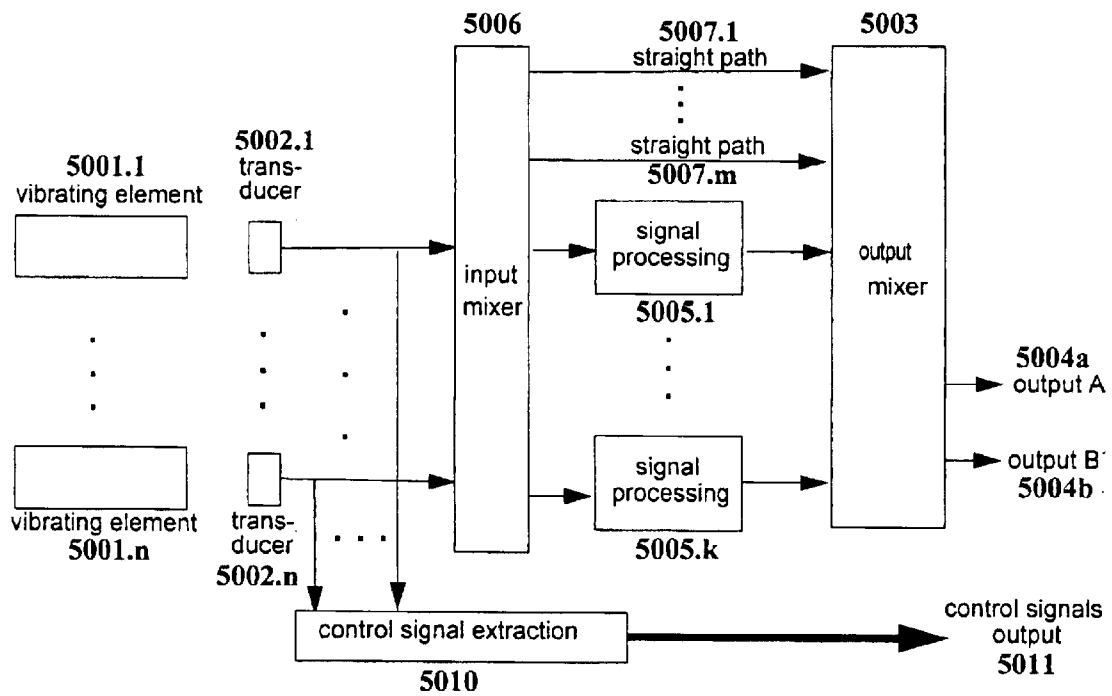 5006
5007.1
5003
straight path
5002.1
trans-
ducer
5001.1
vibrating element
straight path
5007.m
signal
processing
5005.1
input
mixer
output
mixer
5004a
output A
output B
5004b
signal
processing
5005.k
vibrating element
5001.n
trans-
ducer
5002.n
control signal extraction
5010
control signals
output
5011